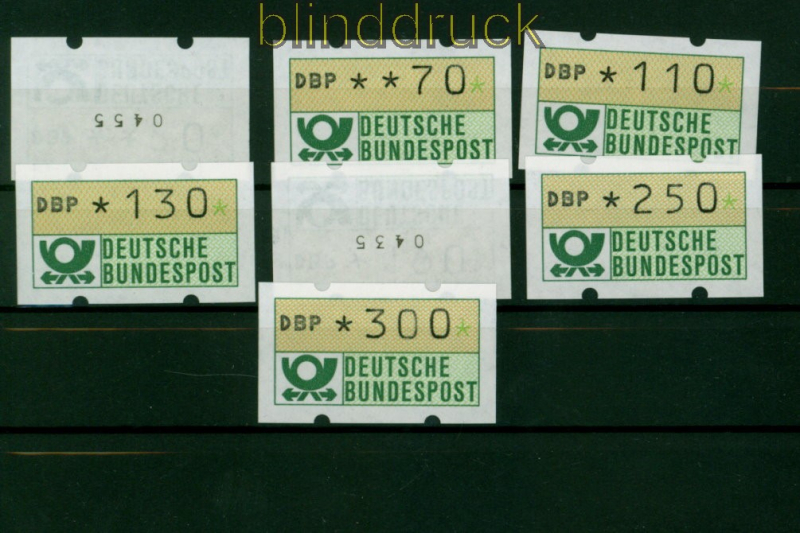 blinddruck
0455
DBP **70*
DEUTSCHE
BUNDESPOST
DBP *110*
DEUTSCHE
BUNDESPOST
DBP *130*
DEUTSCHE
BUNDESPOST
0435
DBP *250*
DEUTSCHE
BUNDESPOST
DBP *300*
DEUTSCHE
BUNDESPOST